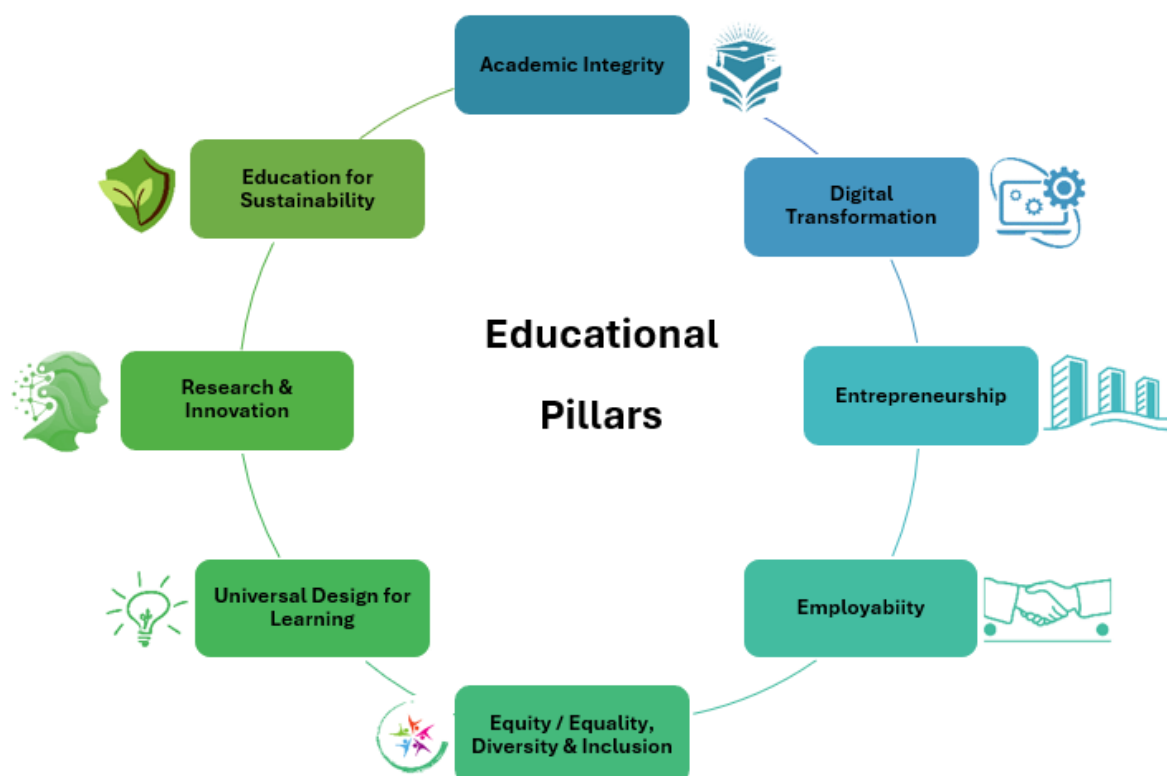 Academic Integrity
Digital
Transformation
Entrepreneurship
Employabiity
Equity / Equality,
Diversity & Inclusion
Universal Design for
Learning
Research &
Innovation
Education for
Sustainability
Educational
Pillars